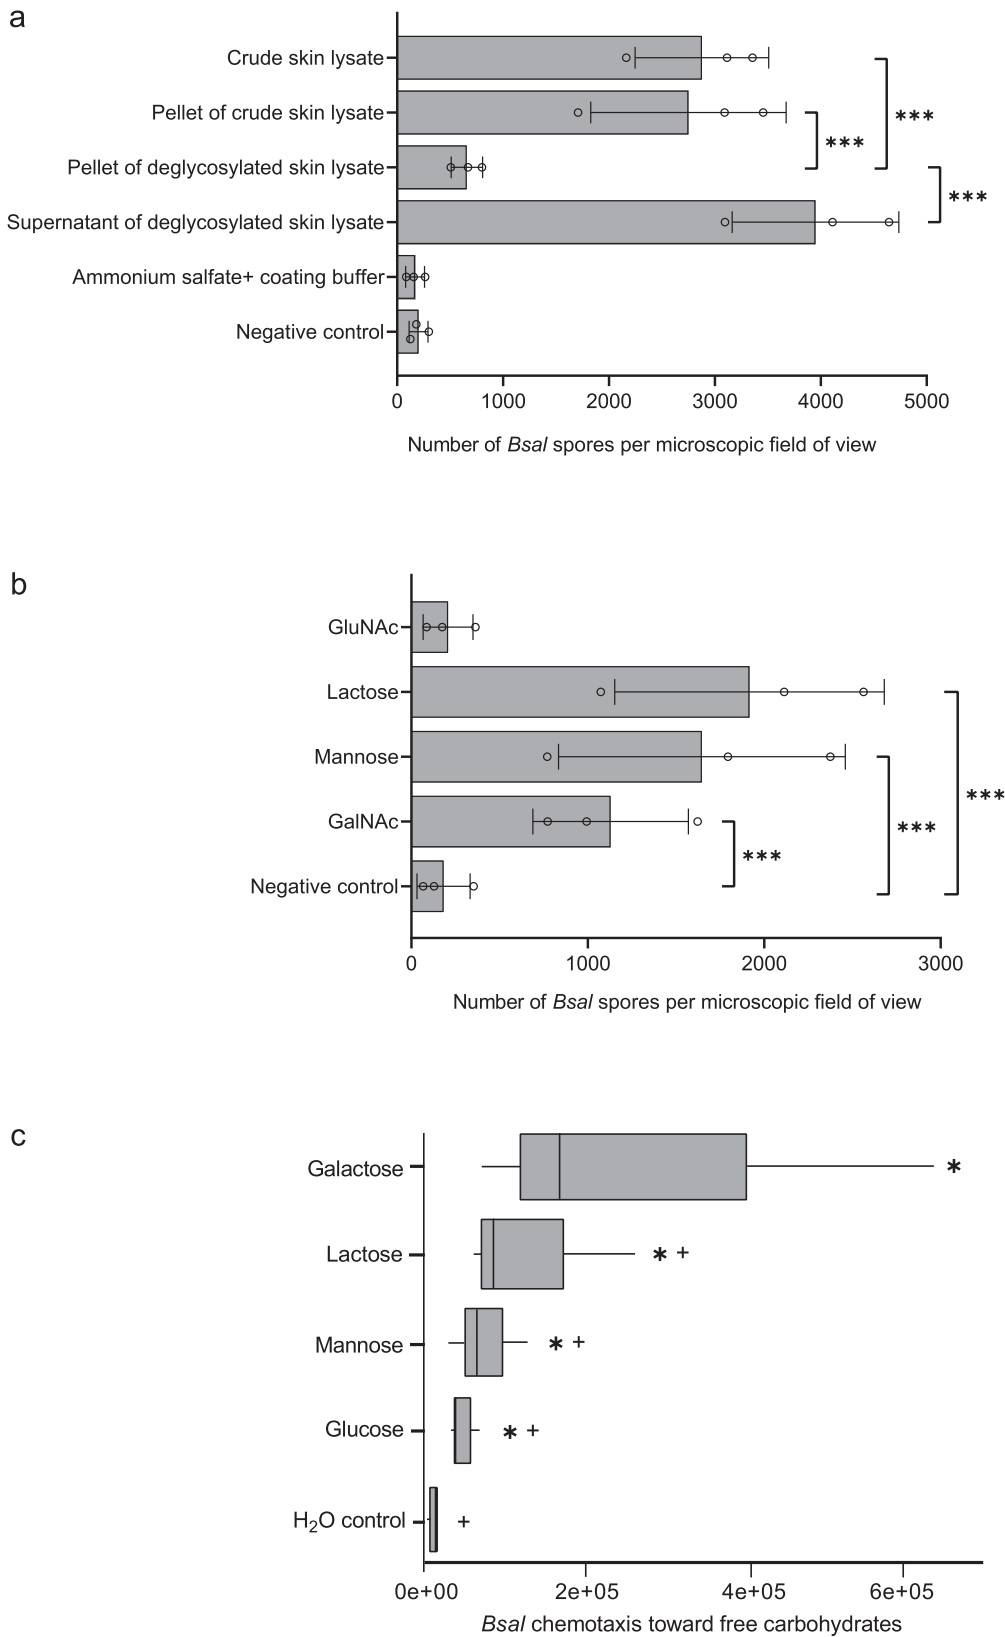 a
Crude skin lysate
Pellet of crude skin lysate
Pellet of deglycosylated skin lysate
Supernatant of deglycosylated skin lysate
Ammonium salfate+ coating buffer
Negative control
***
***
***
0 1000 2000 3000 4000 5000
Number of Bsal spores per microscopic field of view
b
GluNAc
Lactose
Mannose
GalNAc
Negative control
***
***
***
0 1000 2000 3000
Number of Bsal spores per microscopic field of view
c
Galactose *
Lactose * +
Mannose * +
Glucose * +
H₂O control +
0e+00 2e+05 4e+05 6e+05
Bsal chemotaxis toward free carbohydrates